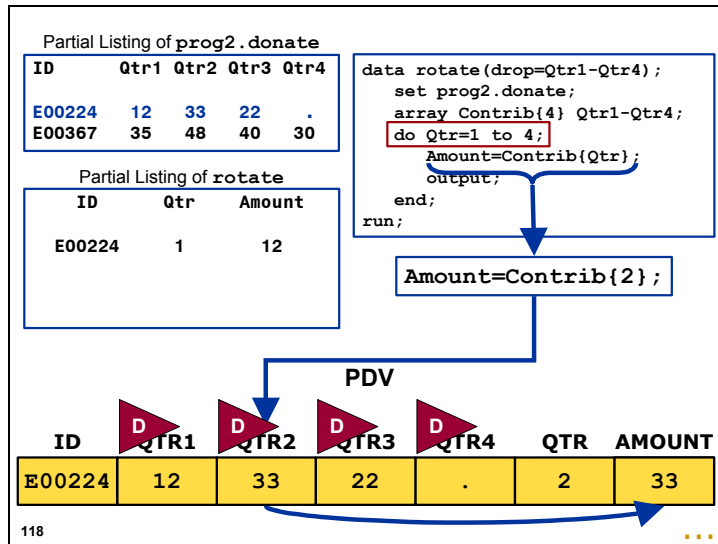 Partial Listing of prog2.donate
ID Qtr1 Qtr2 Qtr3 Qtr4
E00224 12 33 22 .
E00367 35 48 40 30
Partial Listing of rotate
ID Qtr Amount
E00224 1 12
data rotate(drop=Qtr1-Qtr4);
set prog2.donate;
array Contrib{4} Qtr1-Qtr4;
do Qtr=1 to 4;
Amount=Contrib{Qtr};
output;
end;
run;
Amount=Contrib{2};
PDV
D D D D
ID QTR1 QTR2 QTR3 QTR4 QTR AMOUNT
E00224 12 33 22 . 2 33
118 ...